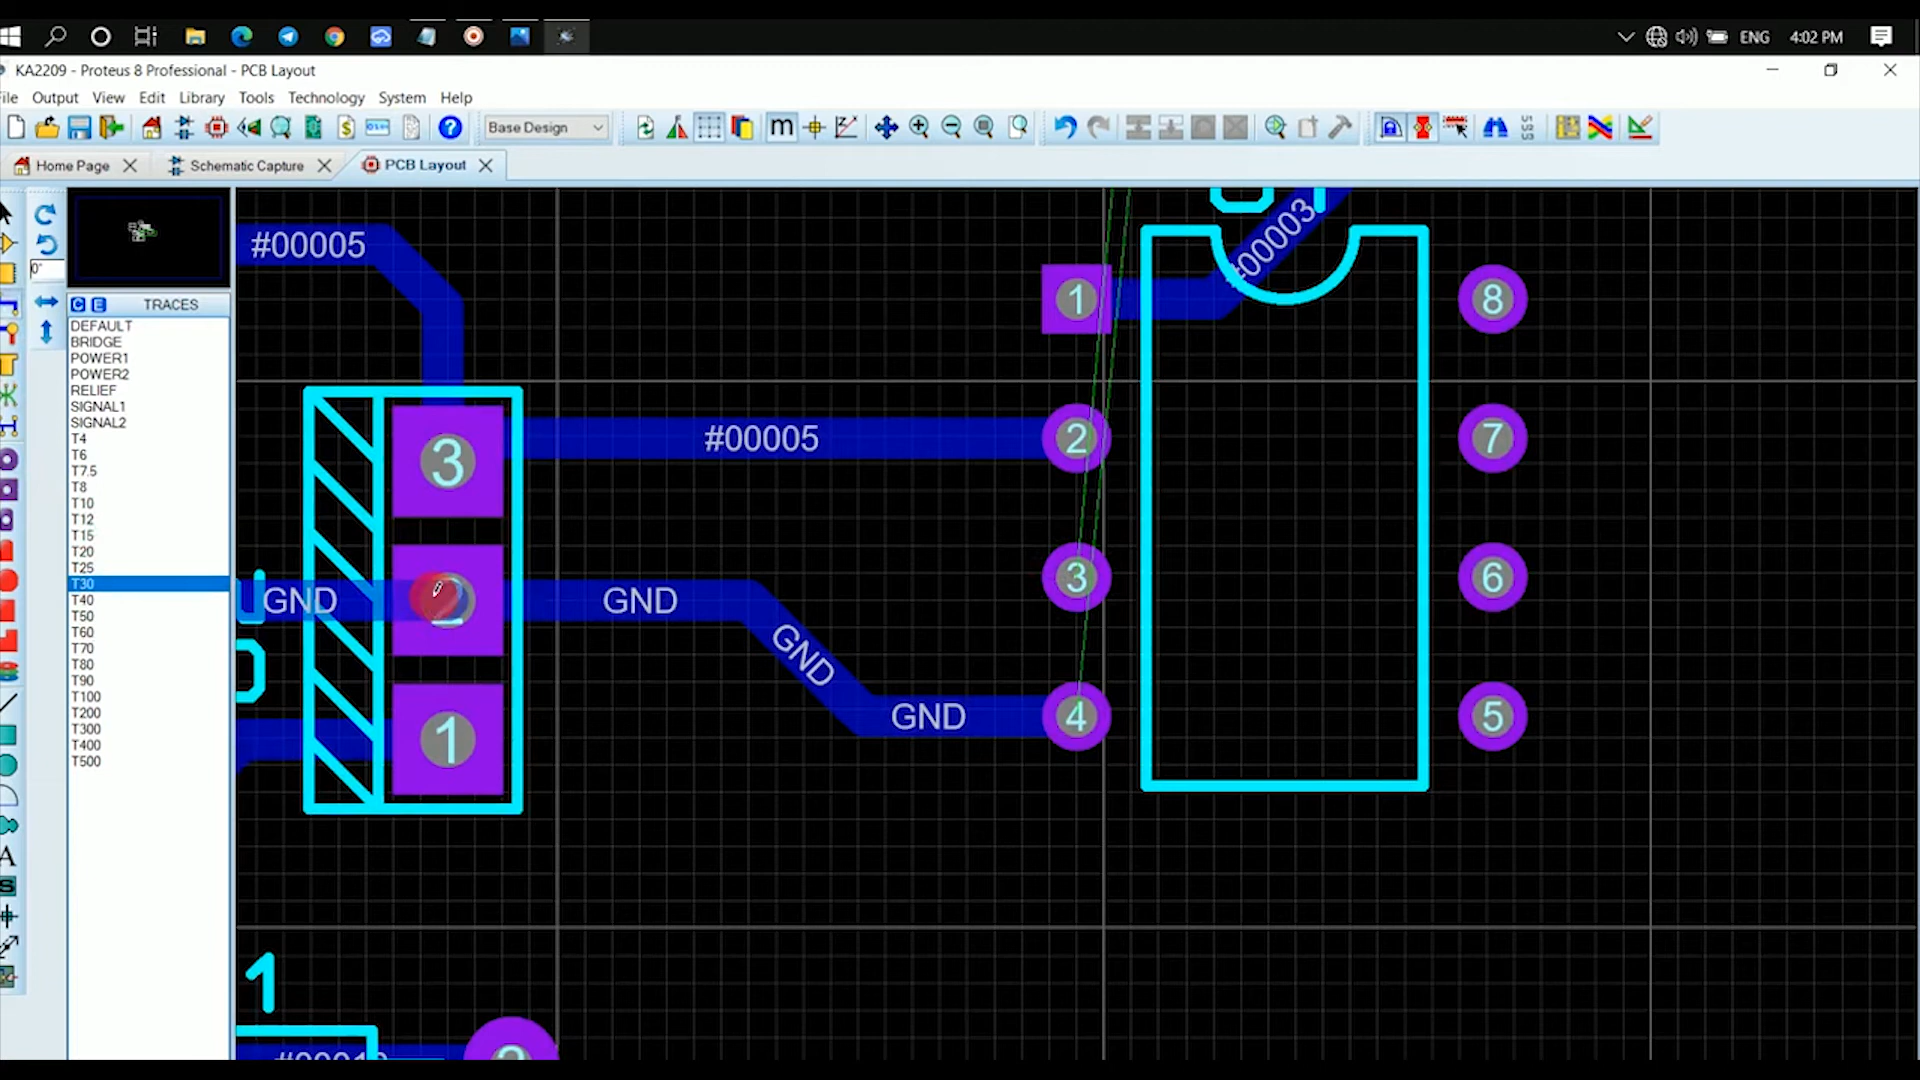 ENG 4:02 PM
KA2209 - Proteus 8 Professional - PCB Layout
ile Output View Edit Library Tools Technology System Help
Base Design
Home Page Schematic Capture PCB Layout
0°
C E TRACES
DEFAULT
BRIDGE
POWER1
POWER2
RELIEF
SIGNAL1
SIGNAL2
T4
T6
T7.5
T8
T10
T12
T15
T20
T25
T30
T40
T50
T60
T70
T80
T90
T100
T200
T300
T400
T500
#00005
#00003
1 8
3 #00005 2 7
3 6
GND 2 GND
GND
1 GND 4 5
1